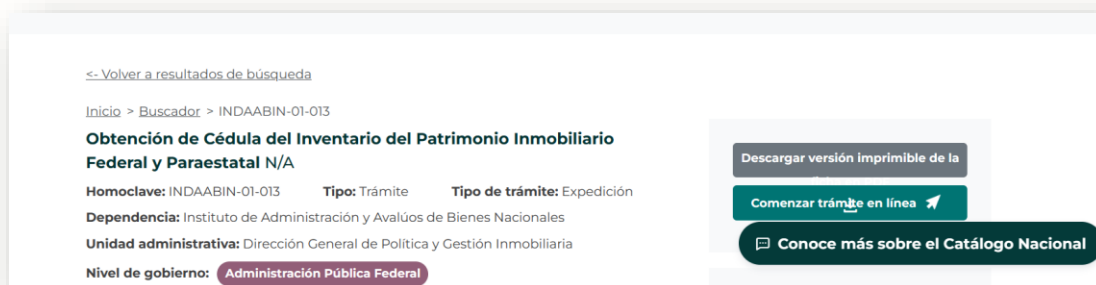 <- Volver a resultados de búsqueda
Inicio > Buscador > INDAABIN-01-013
Obtención de Cédula del Inventario del Patrimonio Inmobiliario
Federal y Paraestatal N/A
Homoclave: INDAABIN-01-013 Tipo: Trámite Tipo de trámite: Expedición
Dependencia: Instituto de Administración y Avalúos de Bienes Nacionales
Unidad administrativa: Dirección General de Política y Gestión Inmobiliaria
Nivel de gobierno: Administración Pública Federal
Descargar versión imprimible de la
Comenzar trámite en línea
Conoce más sobre el Catálogo Nacional